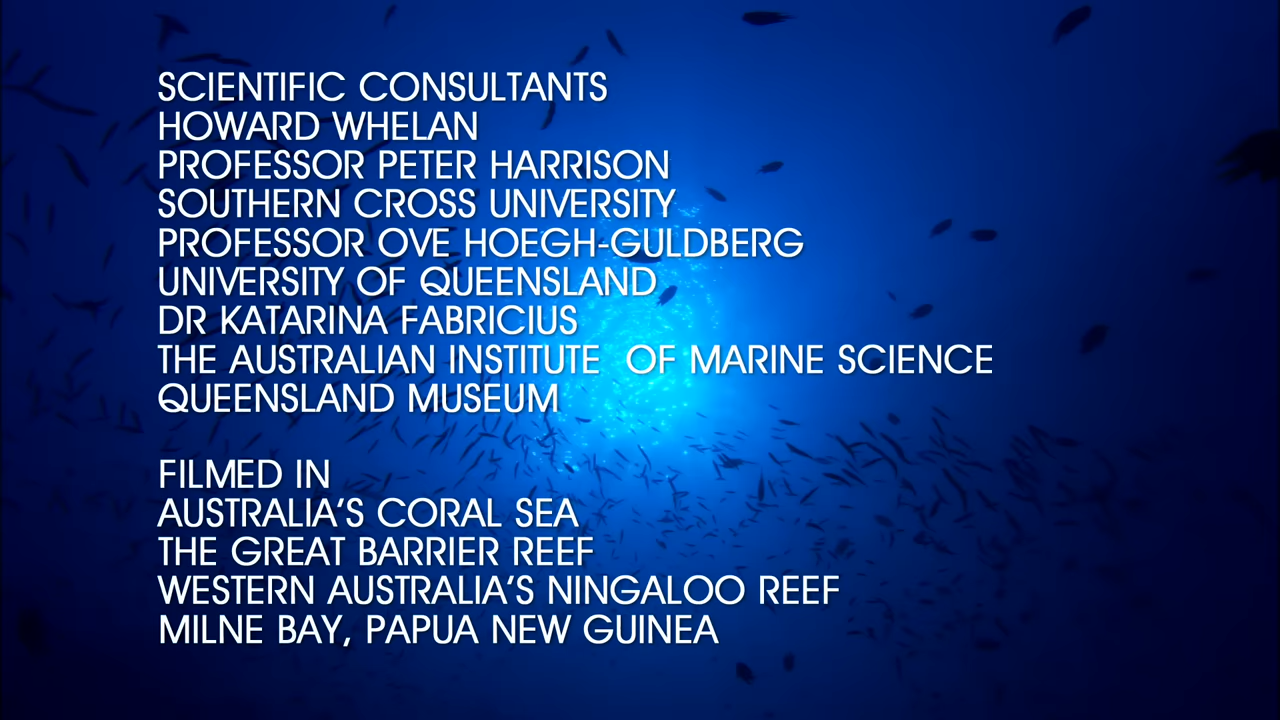 SCIENTIFIC CONSULTANTS
HOWARD WHELAN
PROFESSOR PETER HARRISON
SOUTHERN CROSS UNIVERSITY
PROFESSOR OVE HOEGH-GULDBERG
UNIVERSITY OF QUEENSLAND
DR KATARINA FABRICIUS
THE AUSTRALIAN INSTITUTE  OF MARINE SCIENCE
QUEENSLAND MUSEUM

FILMED IN
AUSTRALIA'S CORAL SEA
THE GREAT BARRIER REEF
WESTERN AUSTRALIA'S NINGALOO REEF
MILNE BAY, PAPUA NEW GUINEA